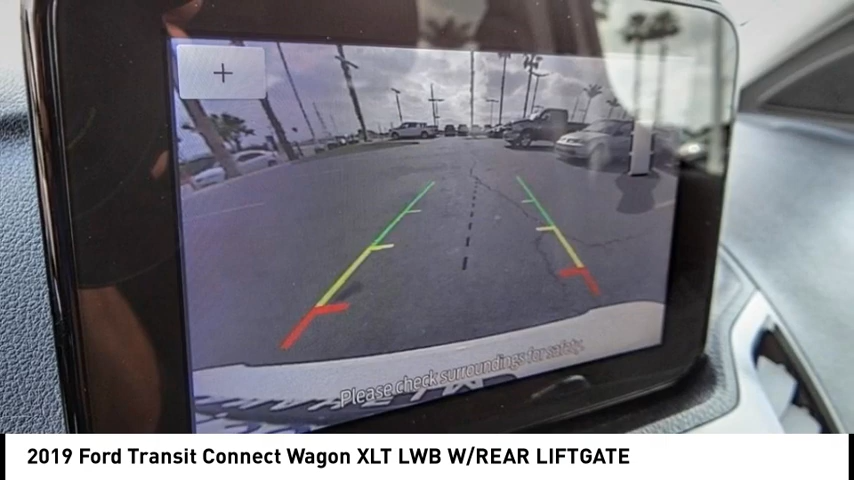 +
Please check surroundings for safety.
2019 Ford Transit Connect Wagon XLT LWB W/REAR LIFTGATE